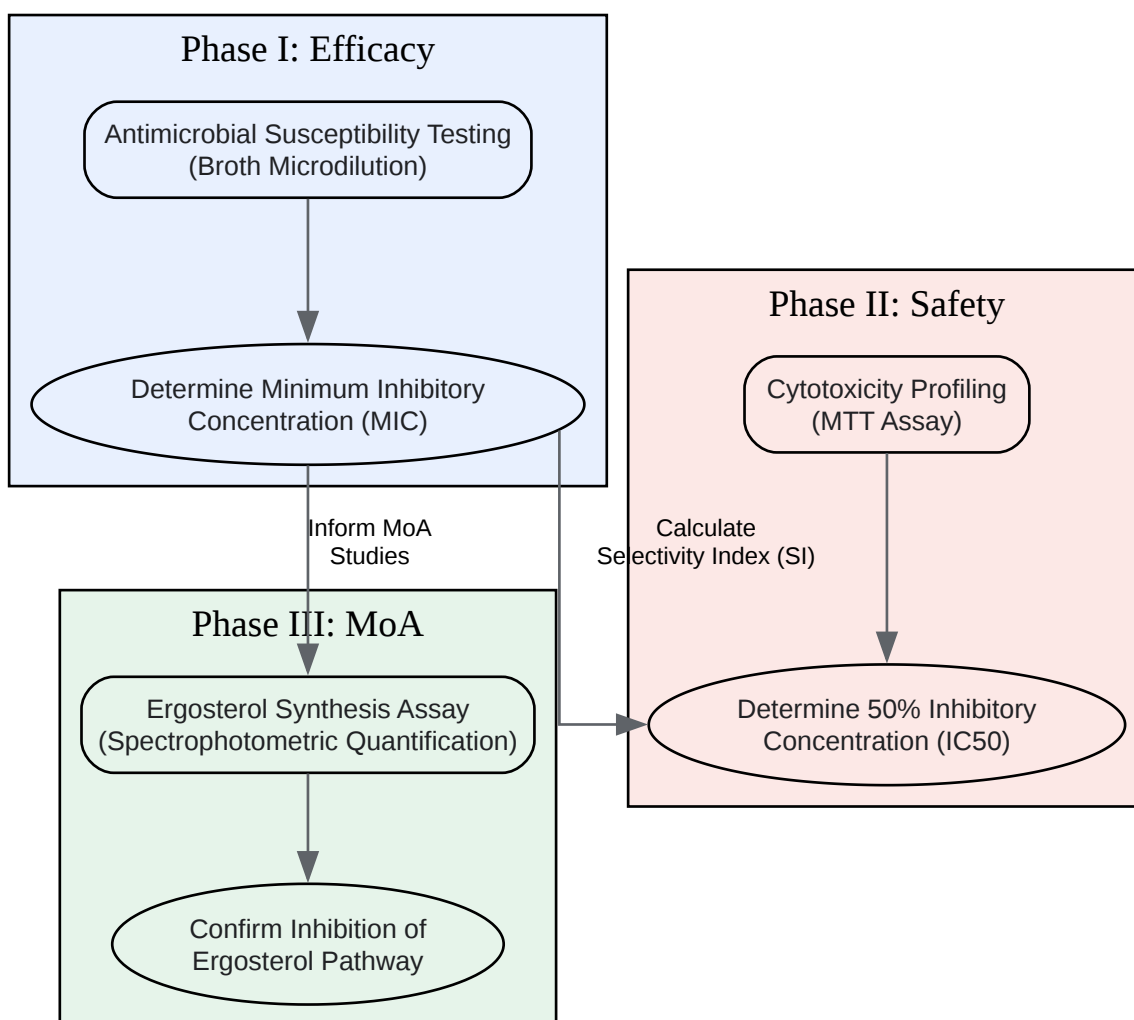 Phase I: Efficacy
Antimicrobial Susceptibility Testing
(Broth Microdilution)
Determine Minimum Inhibitory
Concentration (MIC)
Phase II: Safety
Cytotoxicity Profiling
(MTT Assay)
Inform MoA
Studies
Calculate
Selectivity Index (SI)
Phase III: MoA
Ergosterol Synthesis Assay
(Spectrophotometric Quantification)
Determine 50% Inhibitory
Concentration (IC50)
Confirm Inhibition of
Ergosterol Pathway